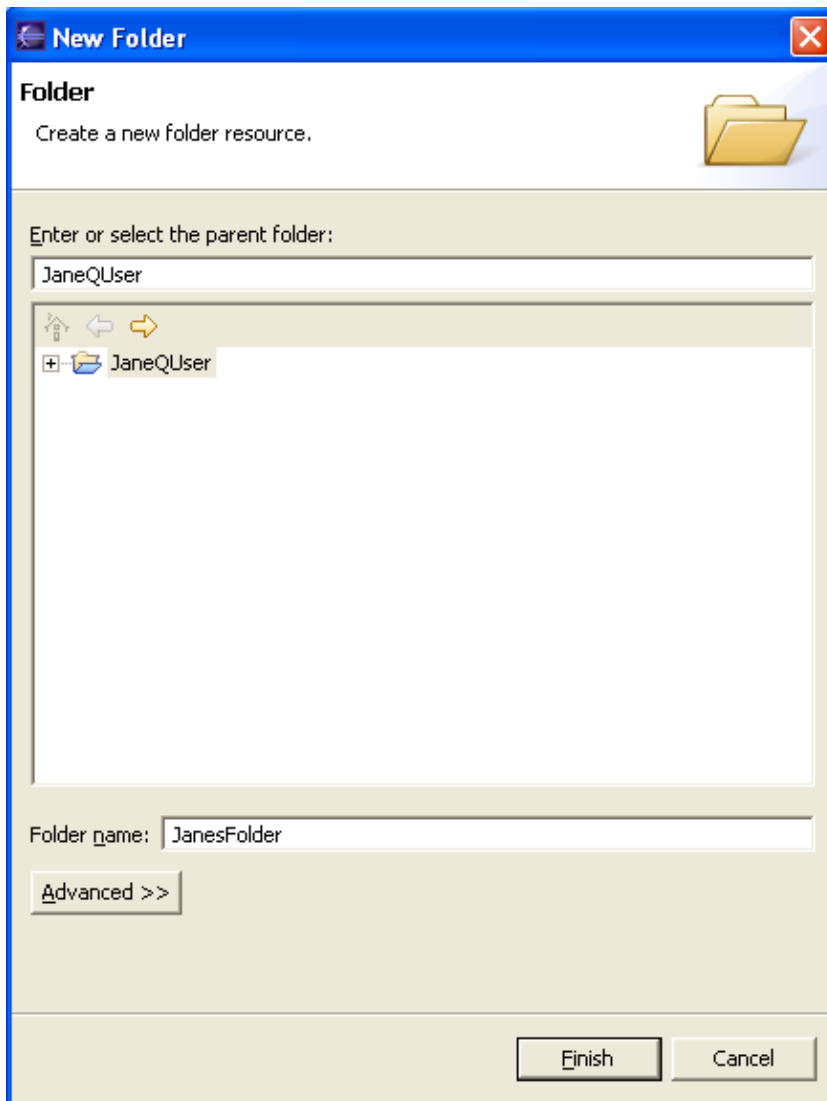 New Folder
Folder
Create a new folder resource.
Enter or select the parent folder:
JaneQUser
JaneQUser
Folder name: JanesFolder
Advanced >>
Finish Cancel